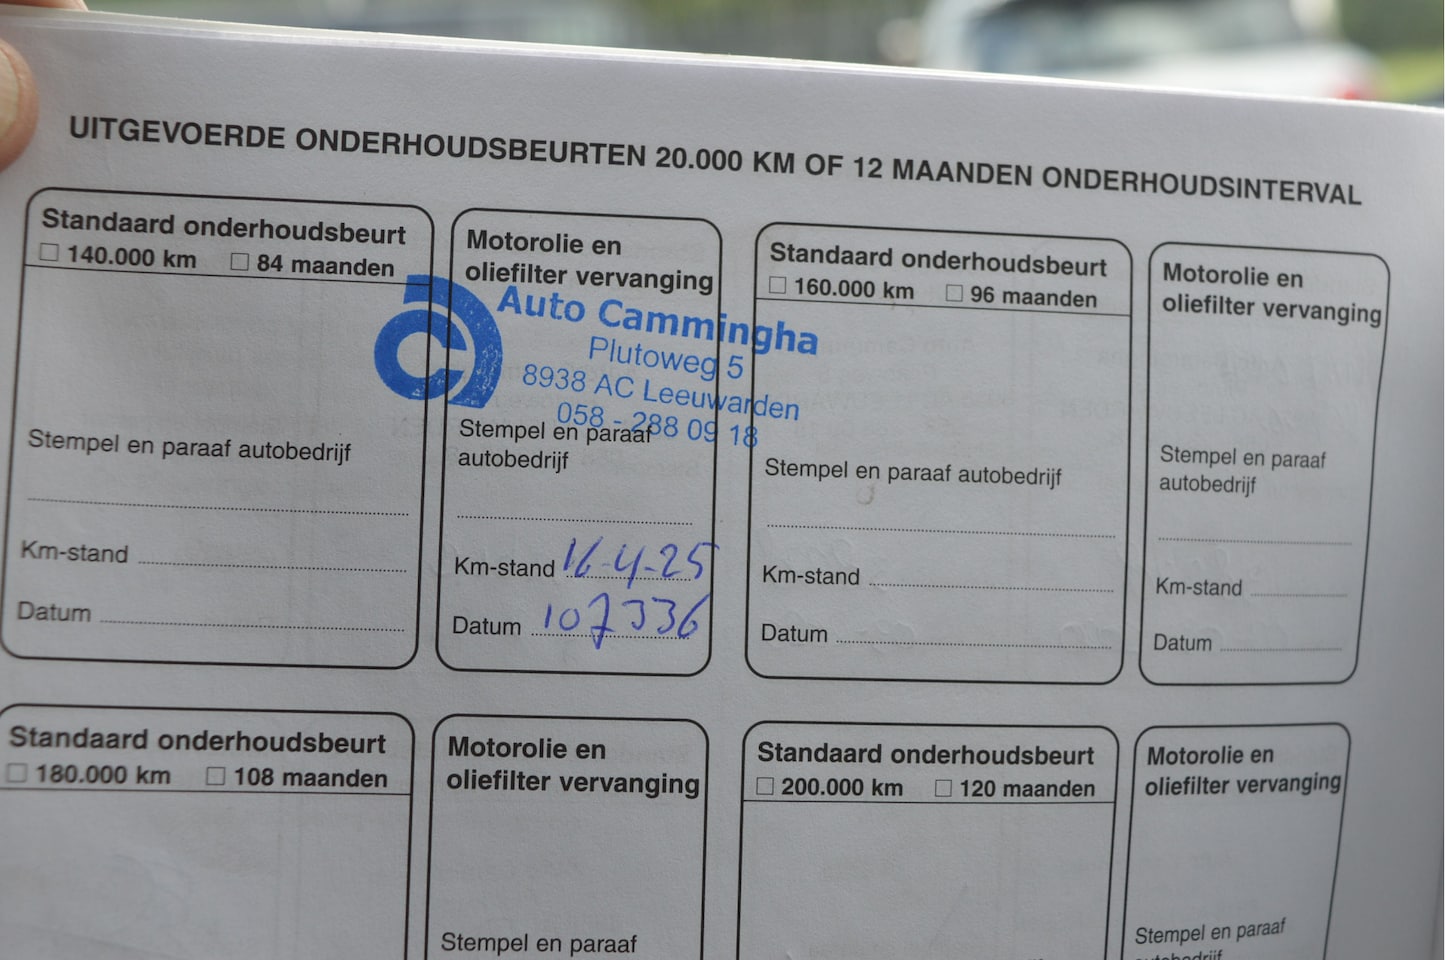 UITGEVOERDE ONDERHOUDSBEURTEN 20.000 KM OF 12 MAANDEN ONDERHOUDSINTERVAL
Standaard onderhoudsbeurt
140.000 km 84 maanden
Stempel en paraaf autobedrijf
Km-stand
Datum
Motorolie en
oliefilter vervanging
Auto Cammingha
Plutoweg 5
8938 AC Leeuwarden
058 - 288 09 18
Stempel en paraaf
autobedrijf
Km-stand 16-4-25
Datum 107336
Standaard onderhoudsbeurt
160.000 km 96 maanden
Stempel en paraaf autobedrijf
Km-stand
Datum
Motorolie en
oliefilter vervanging
Stempel en paraaf
autobedrijf
Km-stand
Datum
Standaard onderhoudsbeurt
180.000 km 108 maanden
Motorolie en
oliefilter vervanging
Stempel en paraaf
Standaard onderhoudsbeurt
200.000 km 120 maanden
Motorolie en
oliefilter vervanging
Stempel en paraaf